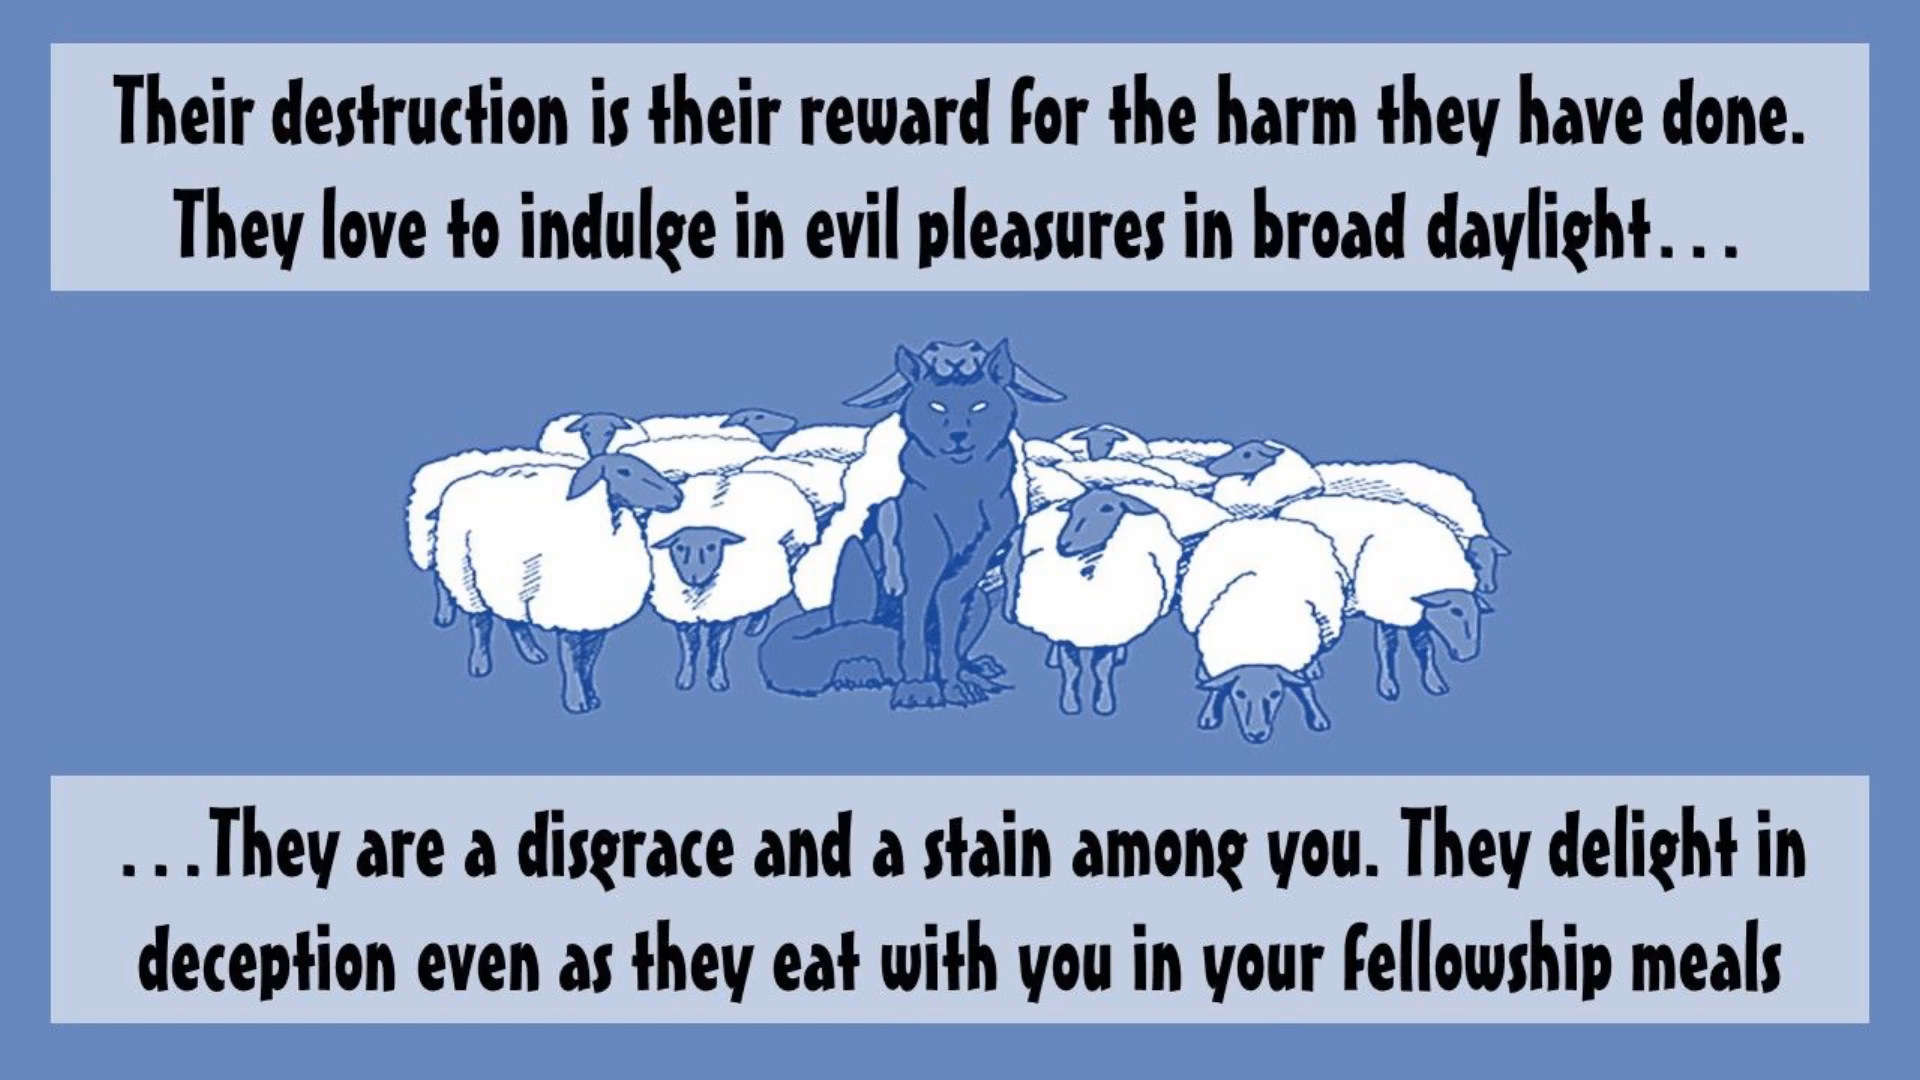 Their destruction is their reward for the harm they have done.
They love to indulge in evil pleasures in broad daylight...
...They are a disgrace and a stain among you. They delight in
deception even as they eat with you in your fellowship meals